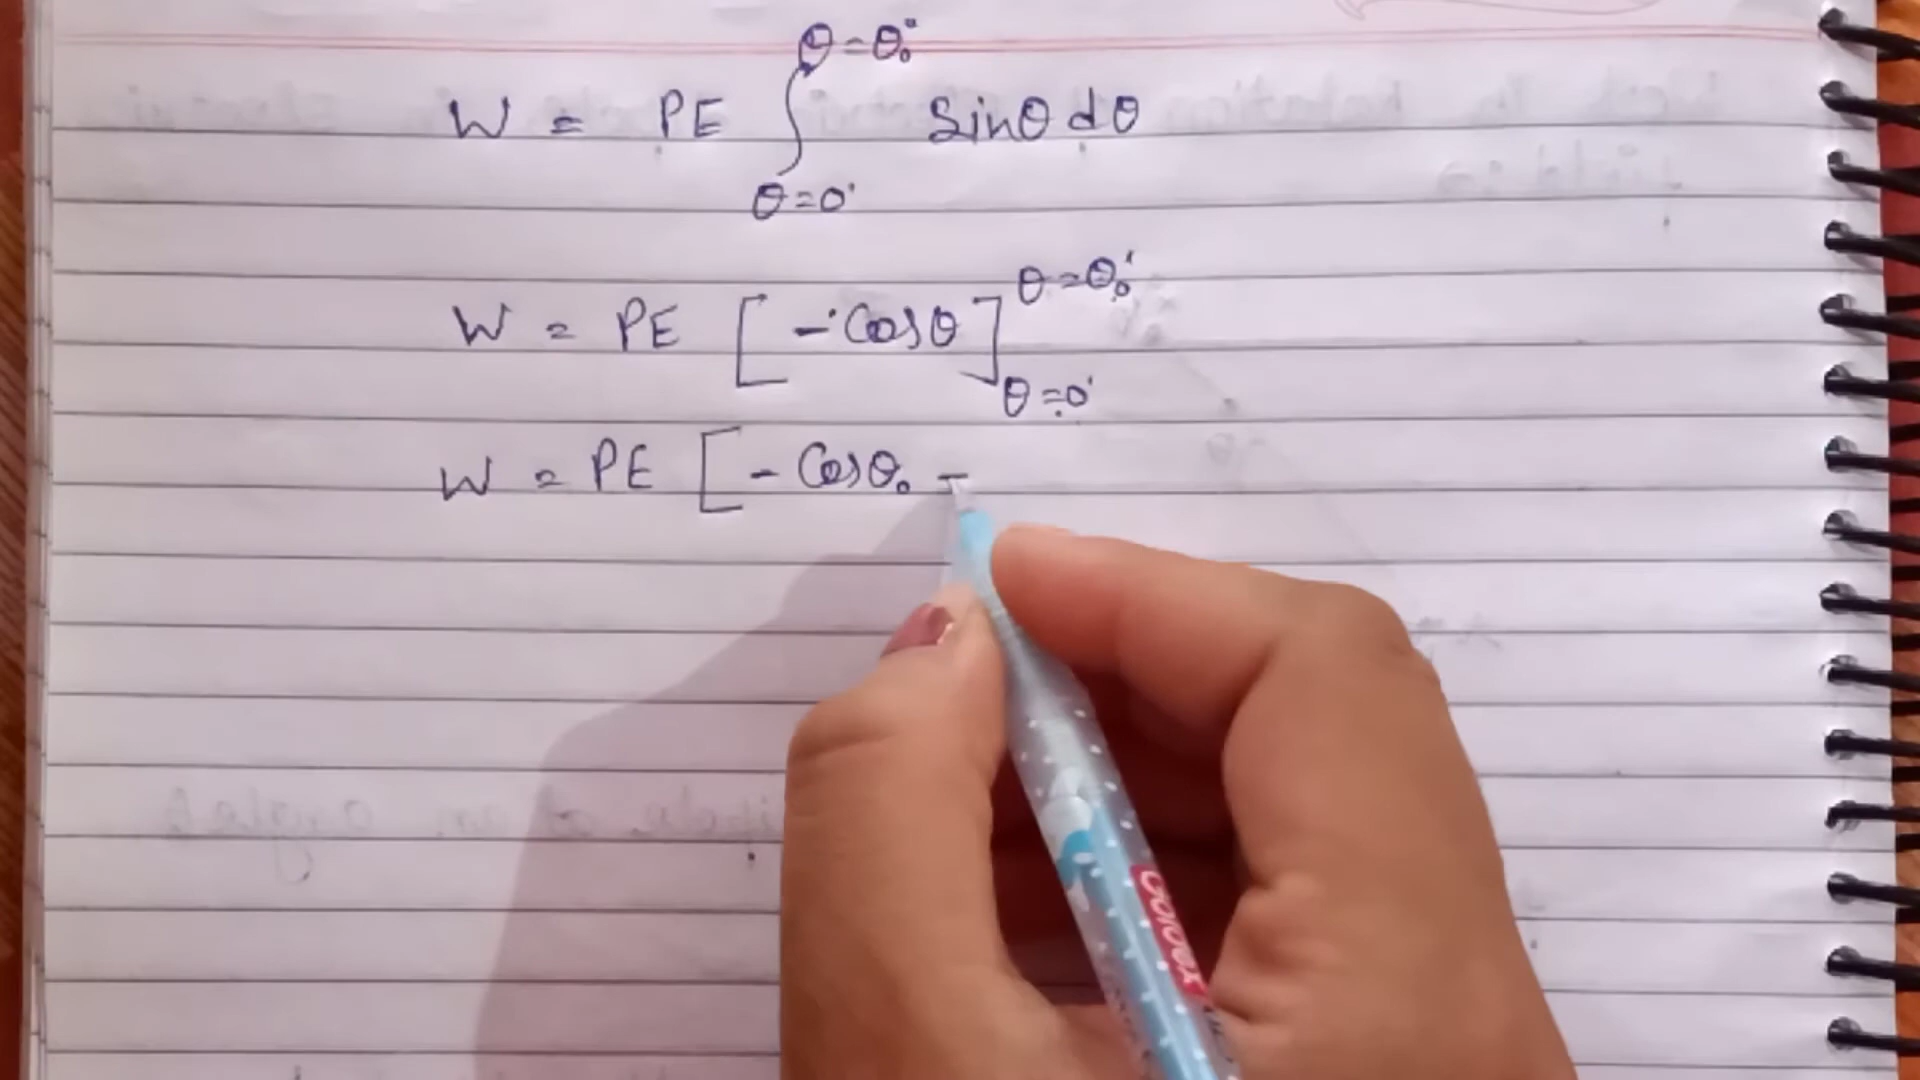 θ=θ₀
W = PE ∫ Sinθ dθ
θ=0
W = PE [-Cosθ] θ=θ₀
θ=0
W = PE [- Cosθ₀ -